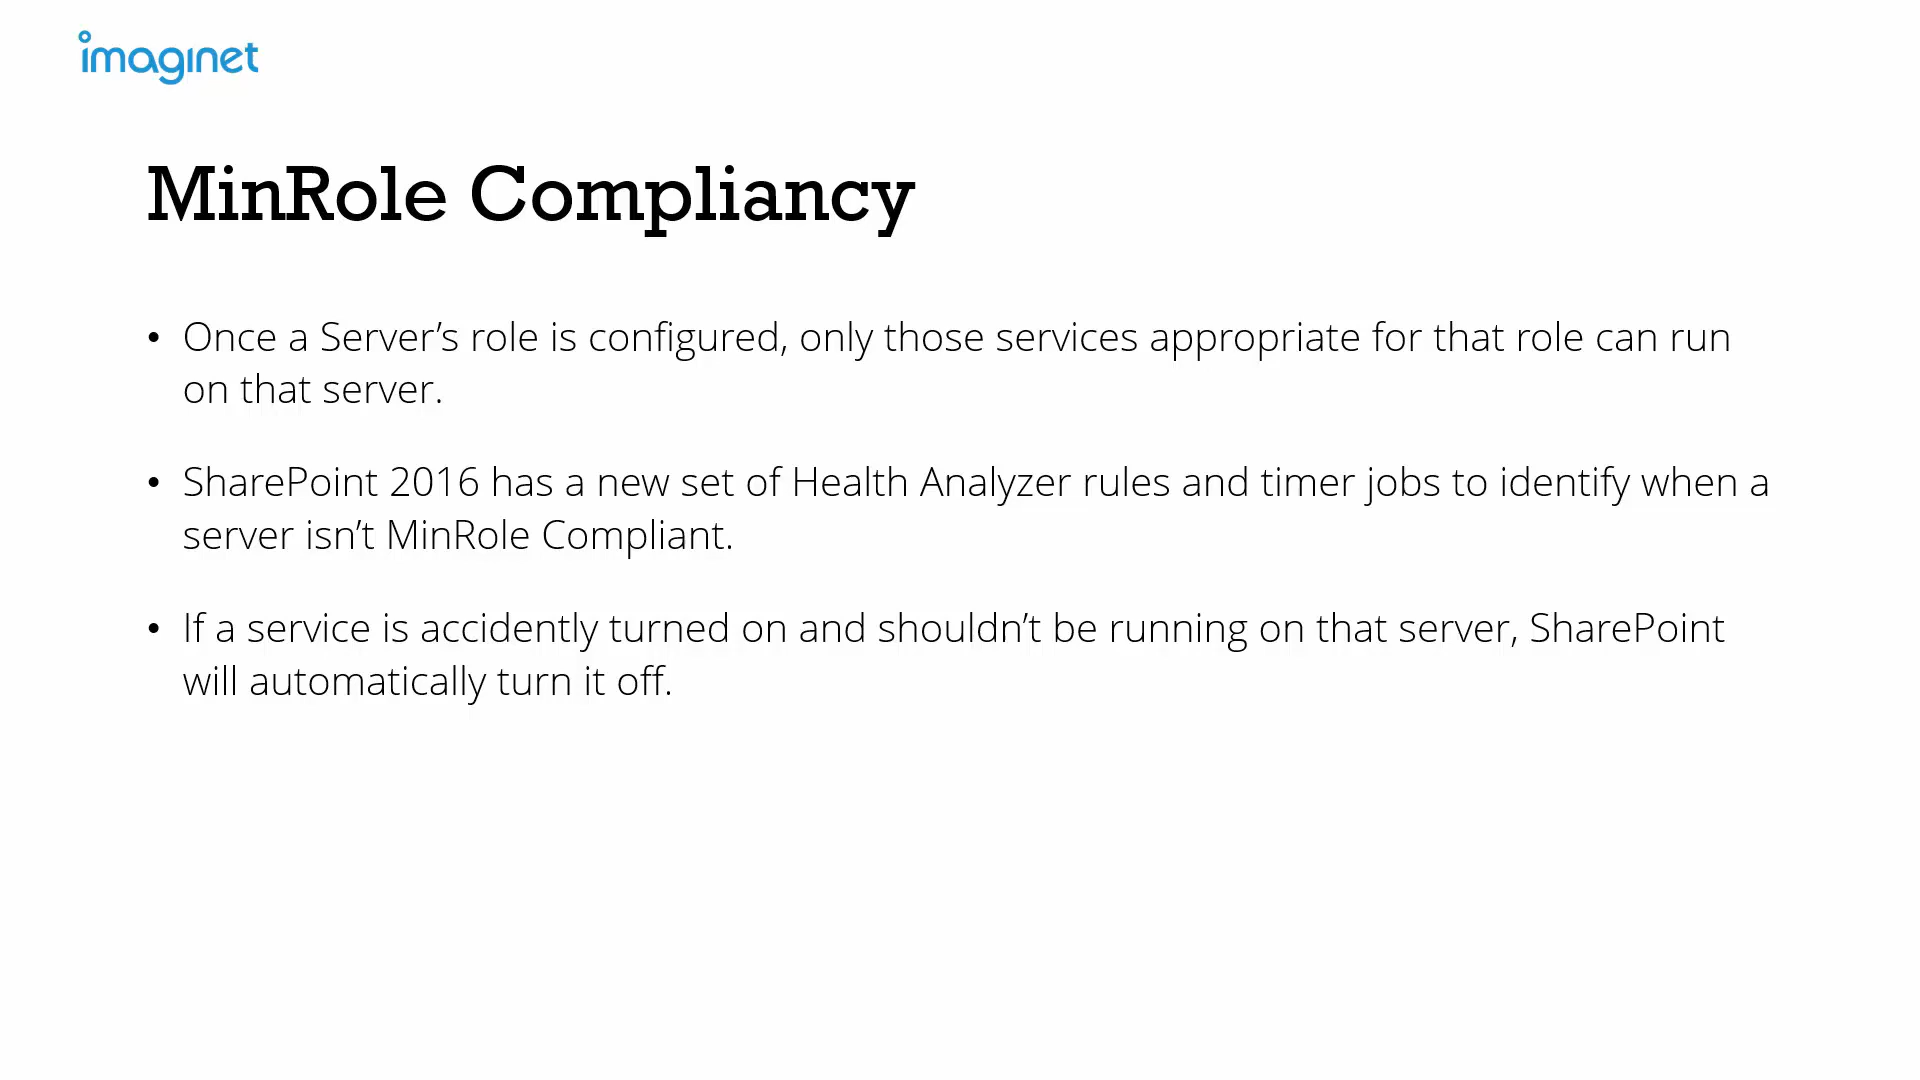 imaginet
MinRole Compliancy
• Once a Server’s role is configured, only those services appropriate for that role can run
on that server.
• SharePoint 2016 has a new set of Health Analyzer rules and timer jobs to identify when a
server isn’t MinRole Compliant.
• If a service is accidently turned on and shouldn’t be running on that server, SharePoint
will automatically turn it off.